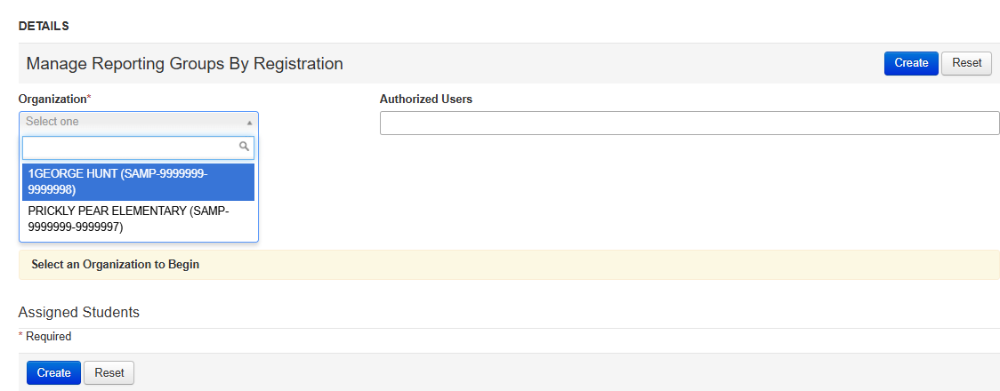 DETAILS
Manage Reporting Groups By Registration
Create
Reset
Organization*
Authorized Users
Select one
1GEORGE HUNT (SAMP-9999999-
9999998)
PRICKLY PEAR ELEMENTARY (SAMP-
9999999-9999997)
Select an Organization to Begin
Assigned Students
* Required
Create
Reset